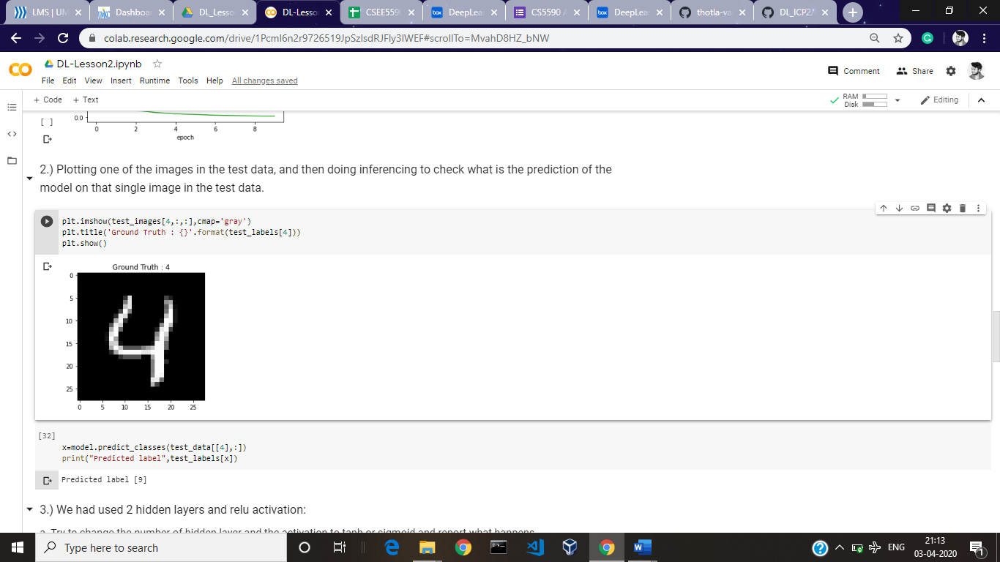 LMS | UM
Dashboa
DL_Lesso
DL-Lesso
CSEE559
box DeepLea
CS5590 A
box DeepLea
thotla-va
DL_ICP2/
colab.research.google.com/drive/
DL-Lesson2.ipynb
File Edit View Insert Runtime Tools Help All changes saved
Comment Share
+ Code + Text
RAM
Disk
Editing
[ ]
0.0
0 2 4 6 8
epoch
2.) Plotting one of the images in the test data, and then doing inferencing to check what is the prediction of the
model on that single image in the test data.
plt.imshow(test_images[4,:,:],cmap='gray')
plt.title('Ground Truth : {}'.format(test_labels[4]))
plt.show()
Ground Truth : 4
0
5
10
15
20
25
0 5 10 15 20 25
4
[32]
x=model.predict_classes(test_data[[4],:])
print("Predicted label",test_labels[x])
Predicted label [9]
3.) We had used 2 hidden layers and relu activation:
a. Try to change the number of hidden layer and the activation to tanh or sigmoid and report what happens.
Type here to search
ENG
21:13
03-04-2020
1